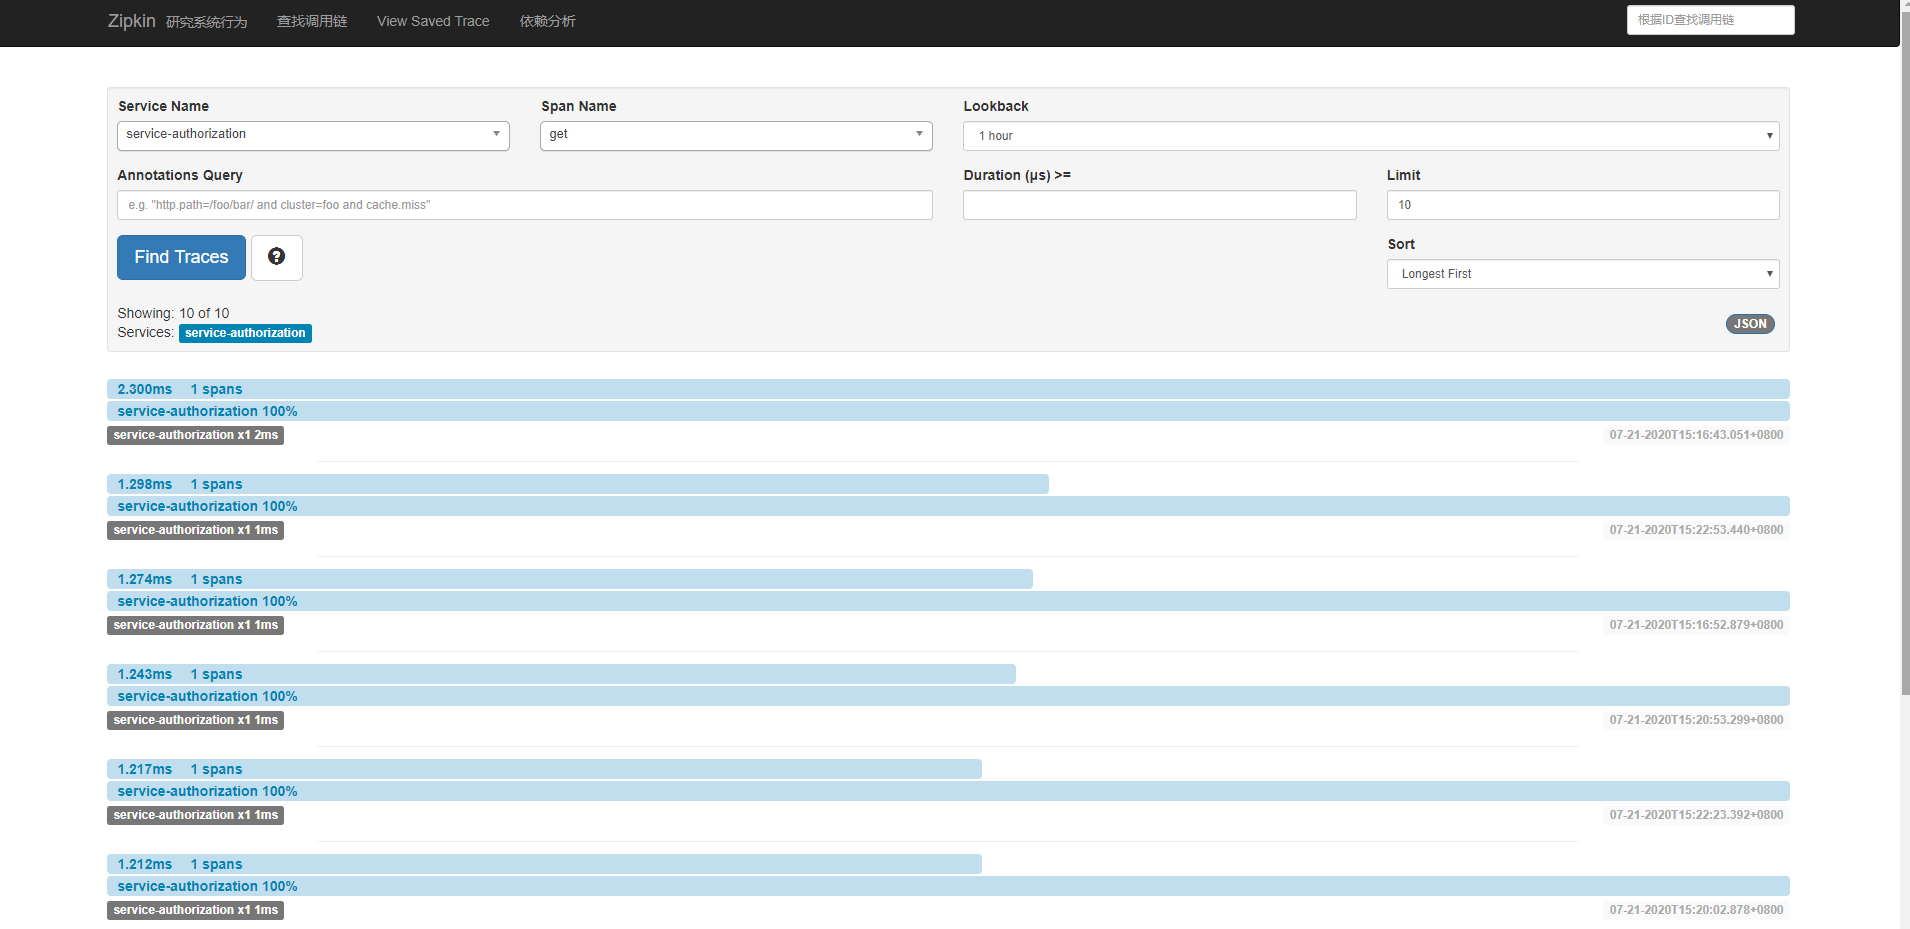 Zipkin 研究系统行为 查找调用链 View Saved Trace 依赖分析 根据ID查找调用链
Service Name Span Name Lookback
service-authorization get 1 hour
Annotations Query Duration (μs) >= Limit
e.g. "http.path=/foo/bar/ and cluster=foo and cache.miss" 10
Find Traces Sort
Longest First
Showing: 10 of 10
Services: service-authorization JSON
2.300ms 1 spans
service-authorization 100%
service-authorization x1 2ms 07-21-2020T15:16:43.051+0800
1.298ms 1 spans
service-authorization 100%
service-authorization x1 1ms 07-21-2020T15:22:53.440+0800
1.274ms 1 spans
service-authorization 100%
service-authorization x1 1ms 07-21-2020T15:16:52.879+0800
1.243ms 1 spans
service-authorization 100%
service-authorization x1 1ms 07-21-2020T15:20:53.299+0800
1.217ms 1 spans
service-authorization 100%
service-authorization x1 1ms 07-21-2020T15:22:23.392+0800
1.212ms 1 spans
service-authorization 100%
service-authorization x1 1ms 07-21-2020T15:20:02.878+0800